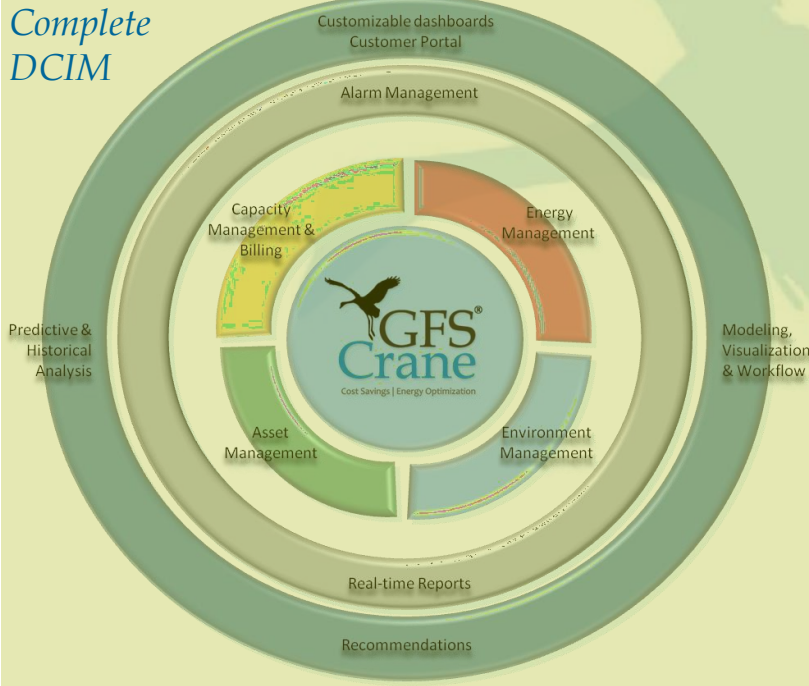 Complete
DCIM
Customizable dashboards
Customer Portal
Alarm Management
Capacity
Management &
Billing
Energy
Management
Predictive &
Historical
Analysis
GFS®
Crane
Cost Savings | Energy Optimization
Modeling,
Visualization
& Workflow
Asset
Management
Environment
Management
Real-time Reports
Recommendations